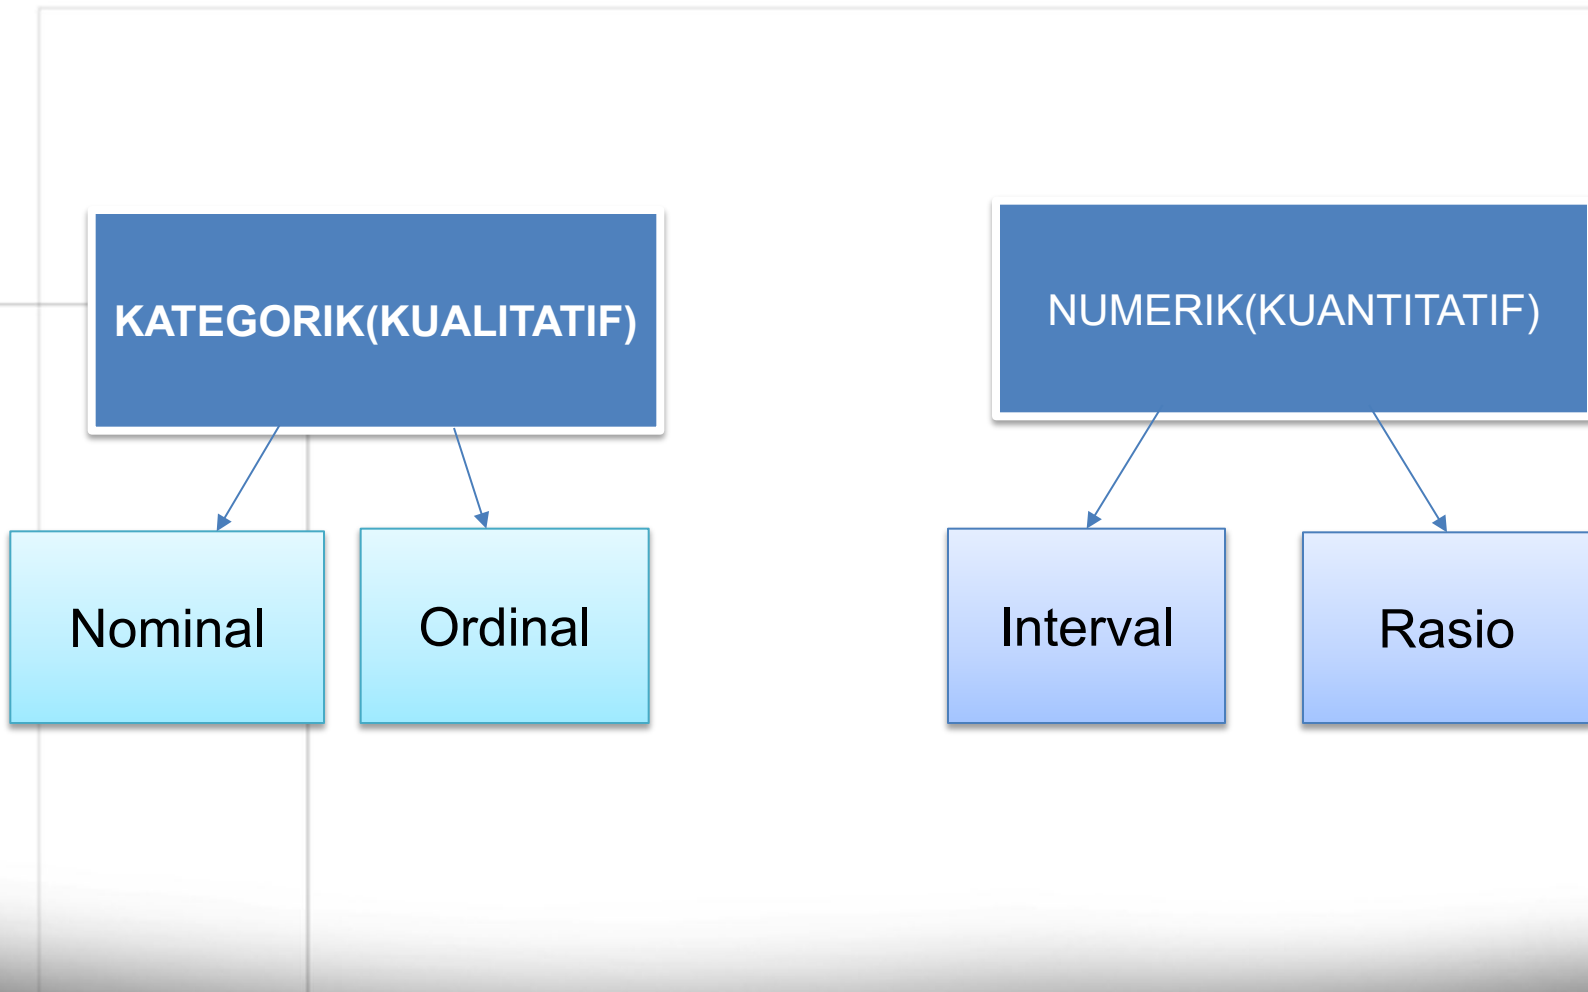 KATEGORIK(KUALITATIF)
NUMERIK(KUANTITATIF)
Nominal
Ordinal
Interval
Rasio